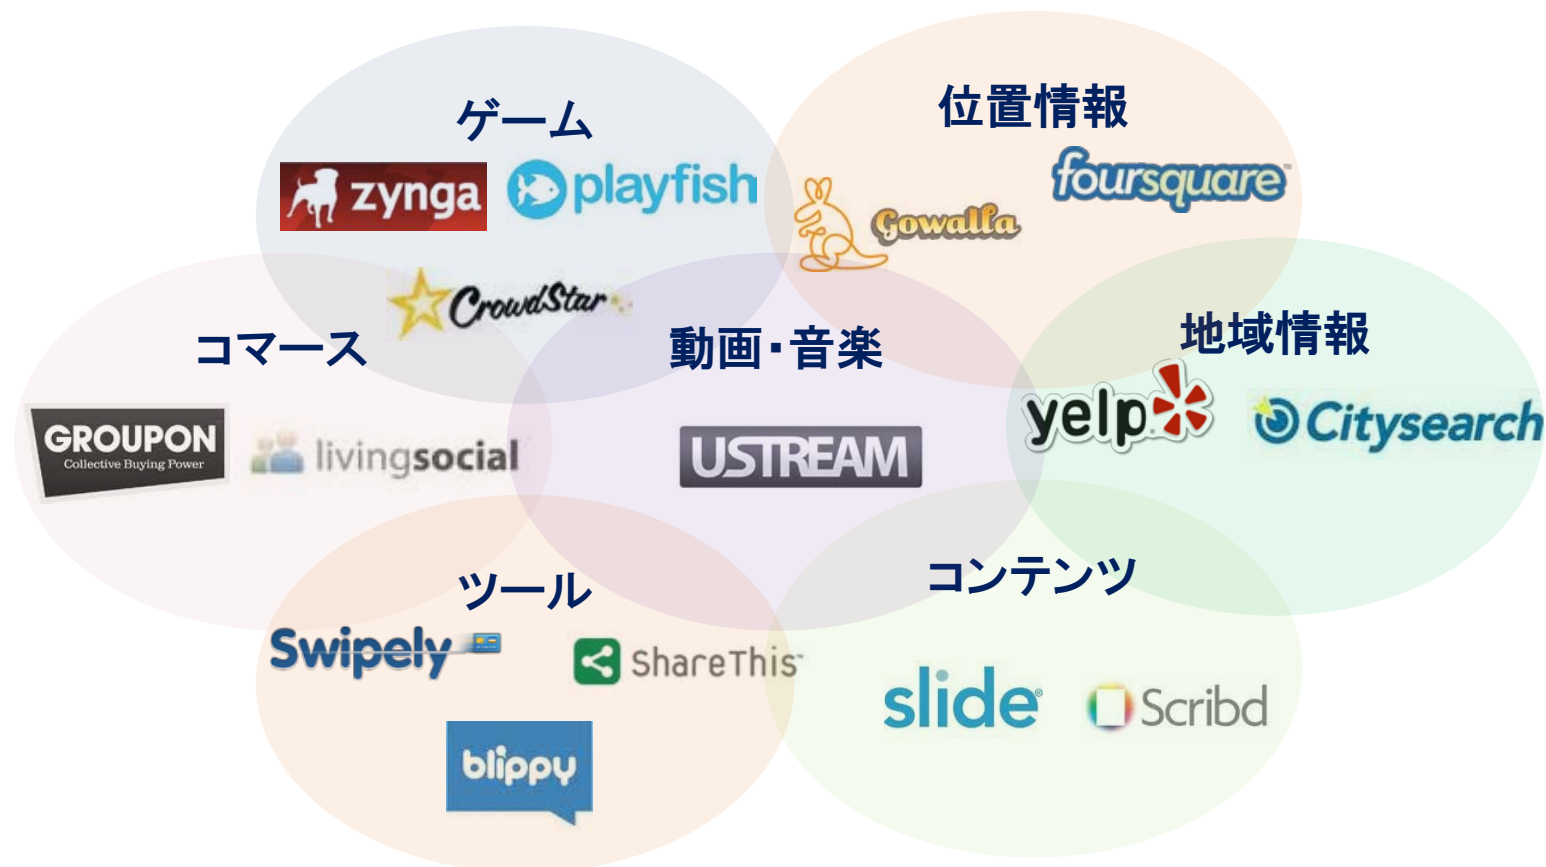 ゲーム
zynga
playfish
CrowdStar
位置情報
Gowalla
foursquare™
コマース
GROUPON
Collective Buying Power
livingsocial
動画・音楽
USTREAM
地域情報
yelp
Citysearch
ツール
Swipely
ShareThis™
blippy
コンテンツ
slide®
Scribd